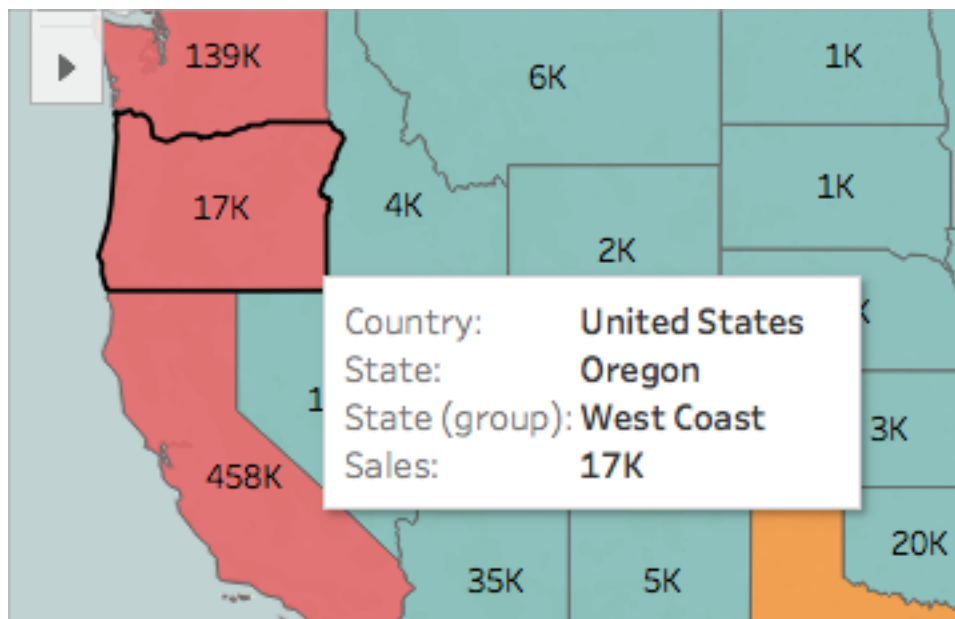 139K
6K
1K
17K
4K
1K
2K
Country: United States
State: Oregon
State (group): West Coast
Sales: 17K
3K
458K
20K
35K
5K